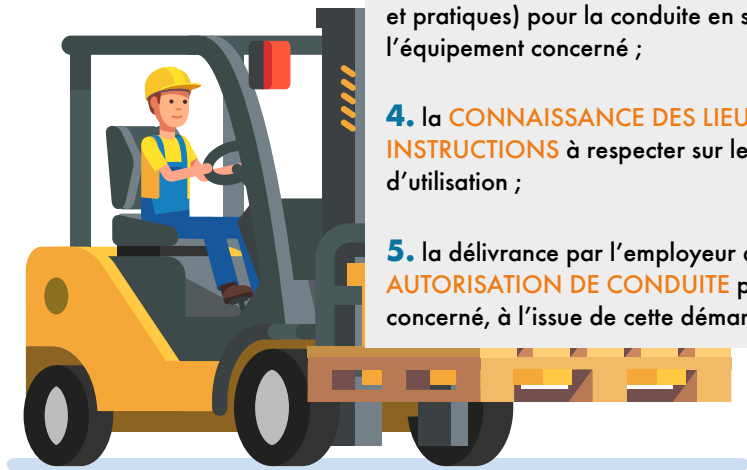 et pratiques) pour la conduite en s
l’équipement concerné ;
4. la CONNAISSANCE DES LIEU
INSTRUCTIONS à respecter sur le
d’utilisation ;
5. la délivrance par l’employeur
AUTORISATION DE CONDUITE p
concerné, à l’issue de cette démar